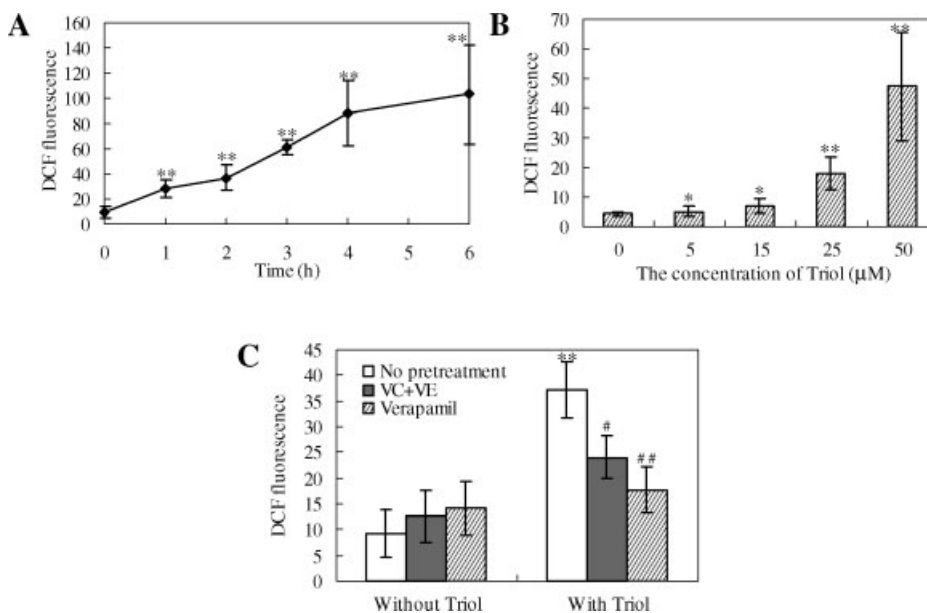 A
DCF fluorescence
160
140
120
100
80
60
40
20
0
**
**
**
**
**
0 1 2 3 4 6
Time (h)
B
DCF fluorescence
70
60
50
40
30
20
10
0
*
*
**
**
0 5 15 25 50
The concentration of Triol (μM)
C
DCF fluorescence
45
40
35
30
25
20
15
10
5
0
No pretreatment
VC+VE
Verapamil
**
#
##
Without Triol With Triol